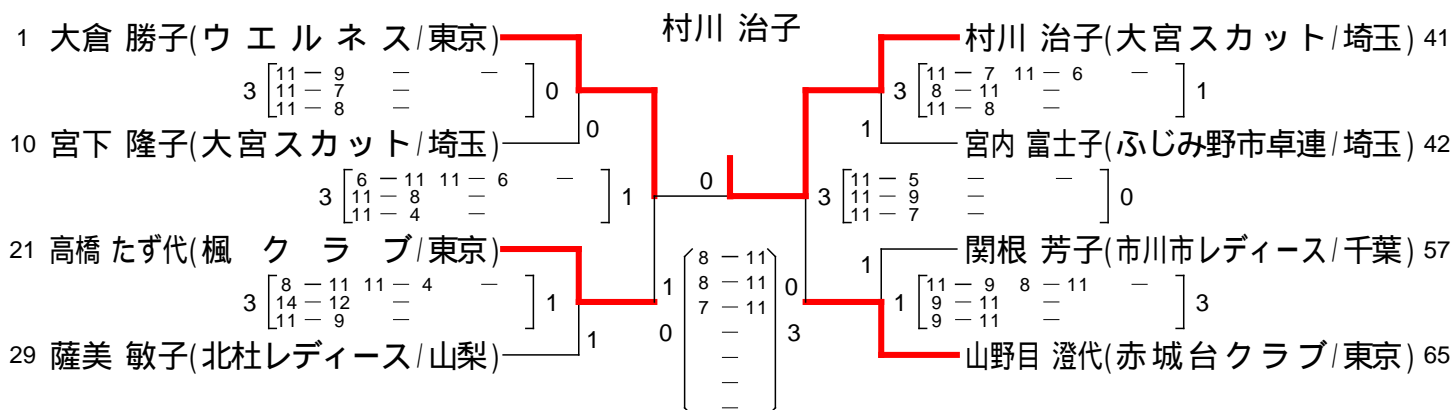 村川 治子
1 大倉 勝子(ウエルネス/東京)
3 [11 − 9 − − ] 0
11 − 7 −
11 − 8 −
0
10 宮下 隆子(大宮スカット/埼玉)
3 [6 − 11 11 − 6 − ] 1
11 − 8 −
11 − 4 −
21 高橋 たず代(楓クラブ/東京)
3 [8 − 11 11 − 4 − ] 1
14 − 12 −
11 − 9 −
1
29 薩美 敏子(北杜レディース/山梨)
1
0
0
8 − 11
8 − 11
7 − 11
−
−
−
−
0
3
村川 治子(大宮スカット/埼玉) 41
3 [11 − 7 11 − 6 − ] 1
8 − 11 −
11 − 8 −
1
宮内 富士子(ふじみ野市卓連/埼玉) 42
3 [11 − 5 − − ] 0
11 − 9 −
11 − 7 −
関根 芳子(市川市レディース/千葉) 57
1
1 [11 − 9 8 − 11 − ] 3
9 − 11 −
9 − 11 −
山野目 澄代(赤城台クラブ/東京) 65